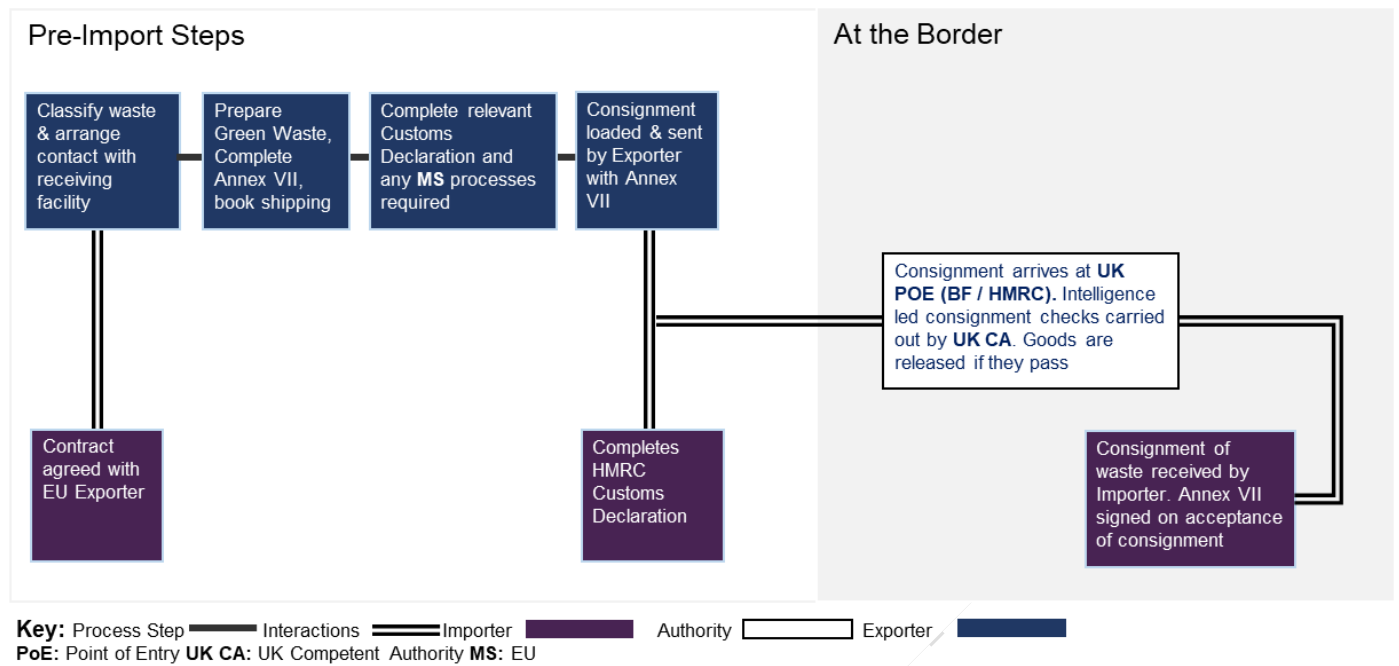 Pre-Import Steps
At the Border
Classify waste
& arrange
contact with
receiving
facility
Prepare
Green Waste,
Complete
Annex VII,
book shipping
Complete relevant
Customs
Declaration and
any MS processes
required
Consignment
loaded & sent
by Exporter
with Annex
VII
Consignment arrives at UK
POE (BF / HMRC). Intelligence
led consignment checks carried
out by UK CA. Goods are
released if they pass
Contract
agreed with
EU Exporter
Completes
HMRC
Customs
Declaration
Consignment of
waste received by
Importer. Annex VII
signed on acceptance
of consignment
Key: Process Step Interactions Importer Authority Exporter
PoE: Point of Entry UK CA: UK Competent Authority MS: EU